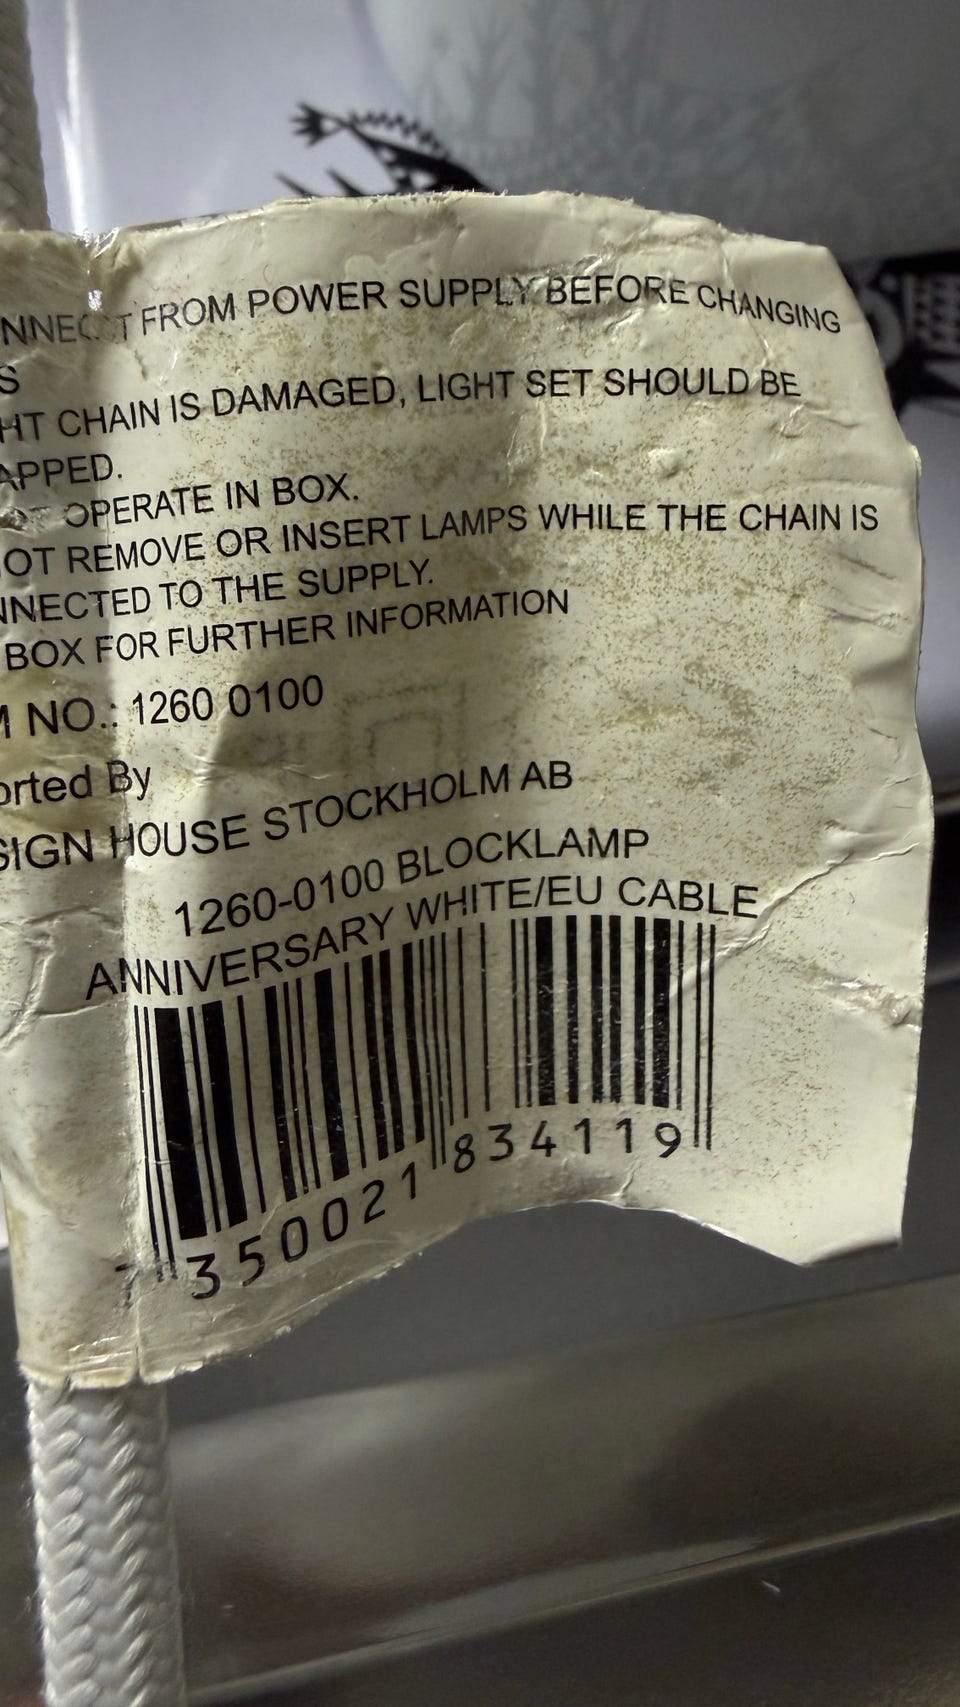 NNECT FROM POWER SUPPLY BEFORE CHANGING
S
HT CHAIN IS DAMAGED, LIGHT SET SHOULD BE
APPED.
OPERATE IN BOX.
OT REMOVE OR INSERT LAMPS WHILE THE CHAIN IS
NNECTED TO THE SUPPLY.
BOX FOR FURTHER INFORMATION
M NO.: 1260 0100
orted By
SIGN HOUSE STOCKHOLM AB
1260-0100 BLOCKLAMP
ANNIVERSARY WHITE/EU CABLE
7 350021 834119